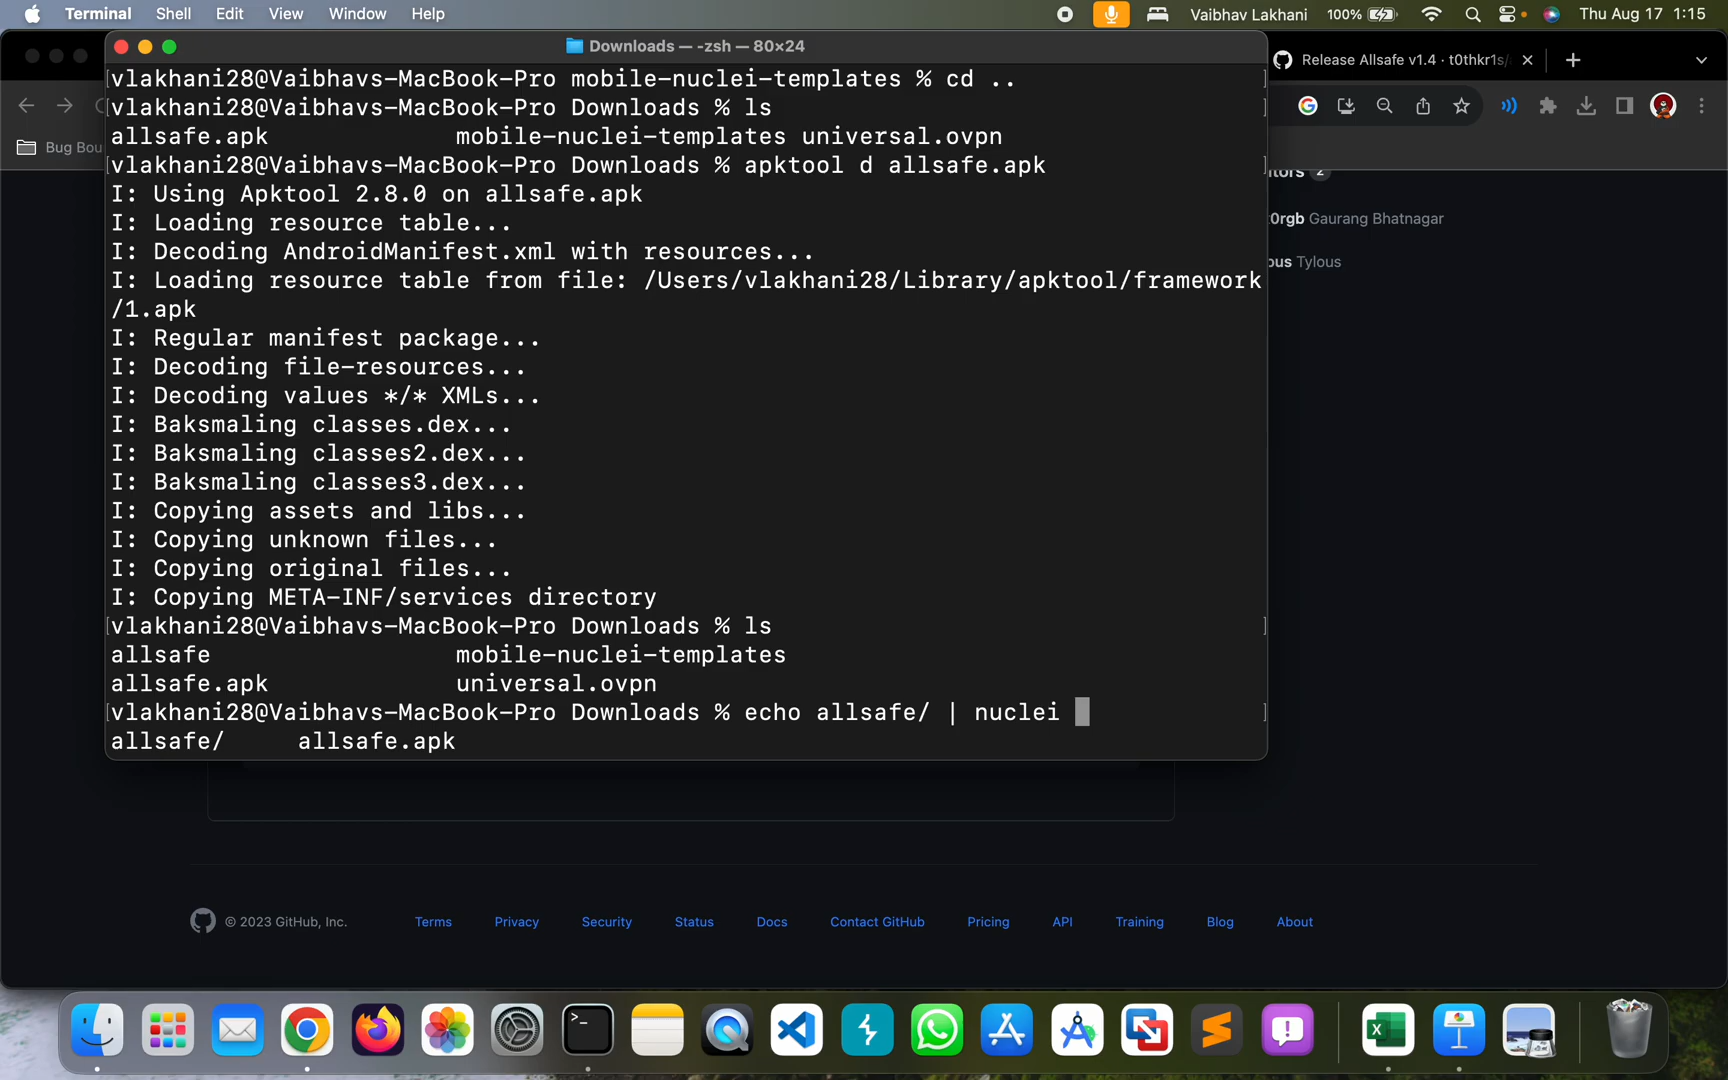 Terminal Shell Edit View Window Help Vaibhav Lakhani 100% Thu Aug 17 1:15
Downloads — -zsh — 80×24
Release Allsafe v1.4 · t0thkr1s/
vlakhani28@Vaibhavs-MacBook-Pro mobile-nuclei-templates % cd ..
vlakhani28@Vaibhavs-MacBook-Pro Downloads % ls
allsafe.apk mobile-nuclei-templates universal.ovpn
Bug Bou
vlakhani28@Vaibhavs-MacBook-Pro Downloads % apktool d allsafe.apk
I: Using Apktool 2.8.0 on allsafe.apk
I: Loading resource table...
I: Decoding AndroidManifest.xml with resources...
I: Loading resource table from file: /Users/vlakhani28/Library/apktool/framework
/1.apk
I: Regular manifest package...
I: Decoding file-resources...
I: Decoding values */* XMLs...
I: Baksmaling classes.dex...
I: Baksmaling classes2.dex...
I: Baksmaling classes3.dex...
I: Copying assets and libs...
I: Copying unknown files...
I: Copying original files...
I: Copying META-INF/services directory
vlakhani28@Vaibhavs-MacBook-Pro Downloads % ls
allsafe mobile-nuclei-templates
allsafe.apk universal.ovpn
vlakhani28@Vaibhavs-MacBook-Pro Downloads % echo allsafe/ | nuclei
allsafe/ allsafe.apk
itors 2
0rgb Gaurang Bhatnagar
ous Tylous
© 2023 GitHub, Inc. Terms Privacy Security Status Docs Contact GitHub Pricing API Training Blog About